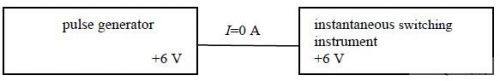 pulse generator
+6 V
I=0 A
instantaneous switching
instrument
+6 V